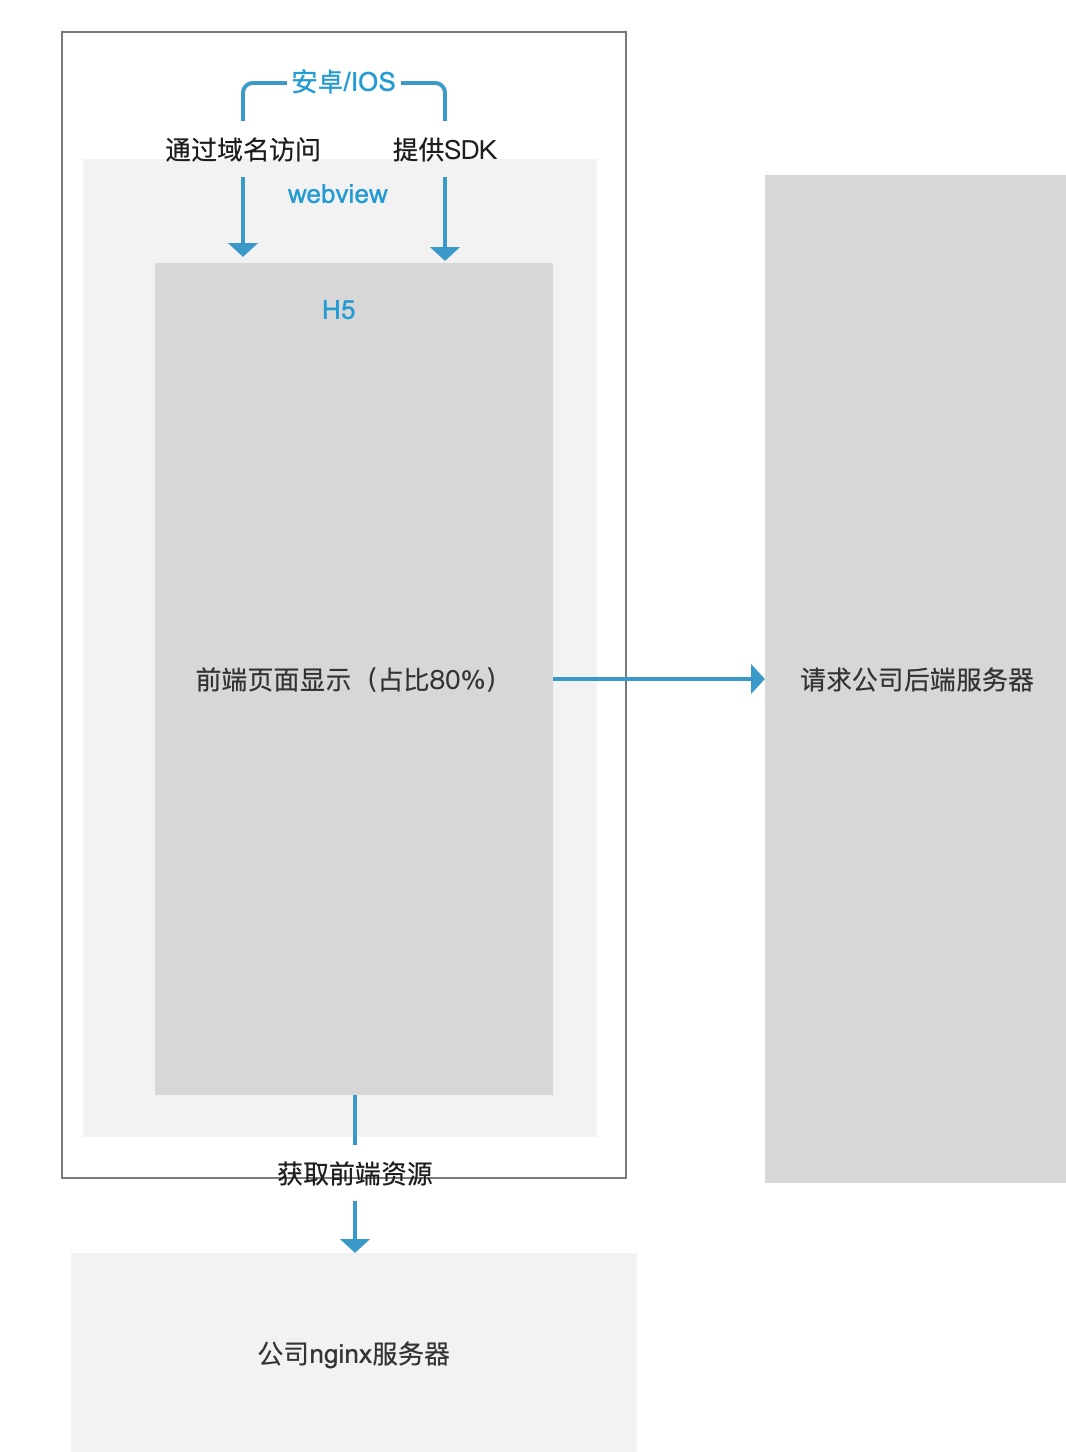 安卓/IOS
通过域名访问
提供SDK
webview
H5
前端页面显示（占比80%）
请求公司后端服务器
获取前端资源
公司nginx服务器